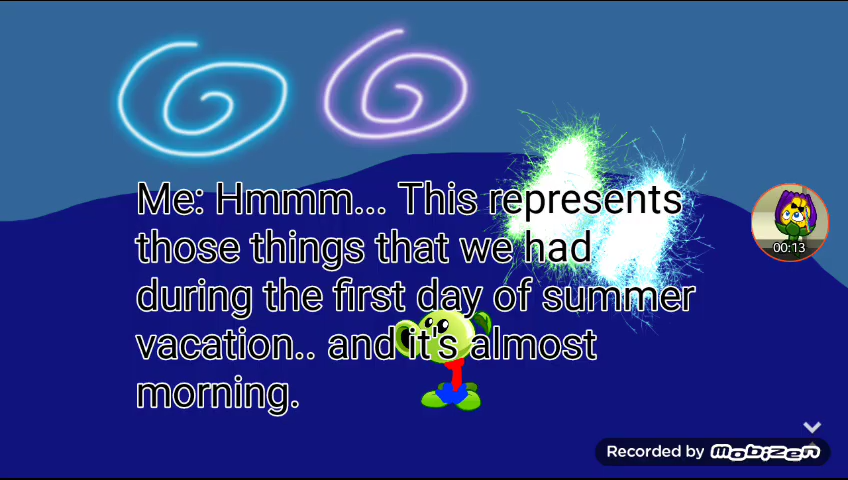 Me: Hmmm... This represents
those things that we had
during the first day of summer
vacation.. and it's almost
morning.
00:13
Recorded by Mobizen